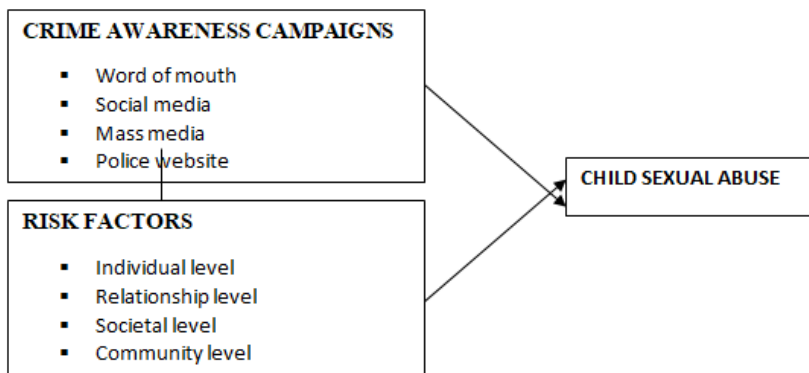 CRIME AWARENESS CAMPAIGNS
▪ Word of mouth
▪ Social media
▪ Mass media
▪ Police website
RISK FACTORS
▪ Individual level
▪ Relationship level
▪ Societal level
▪ Community level
CHILD SEXUAL ABUSE